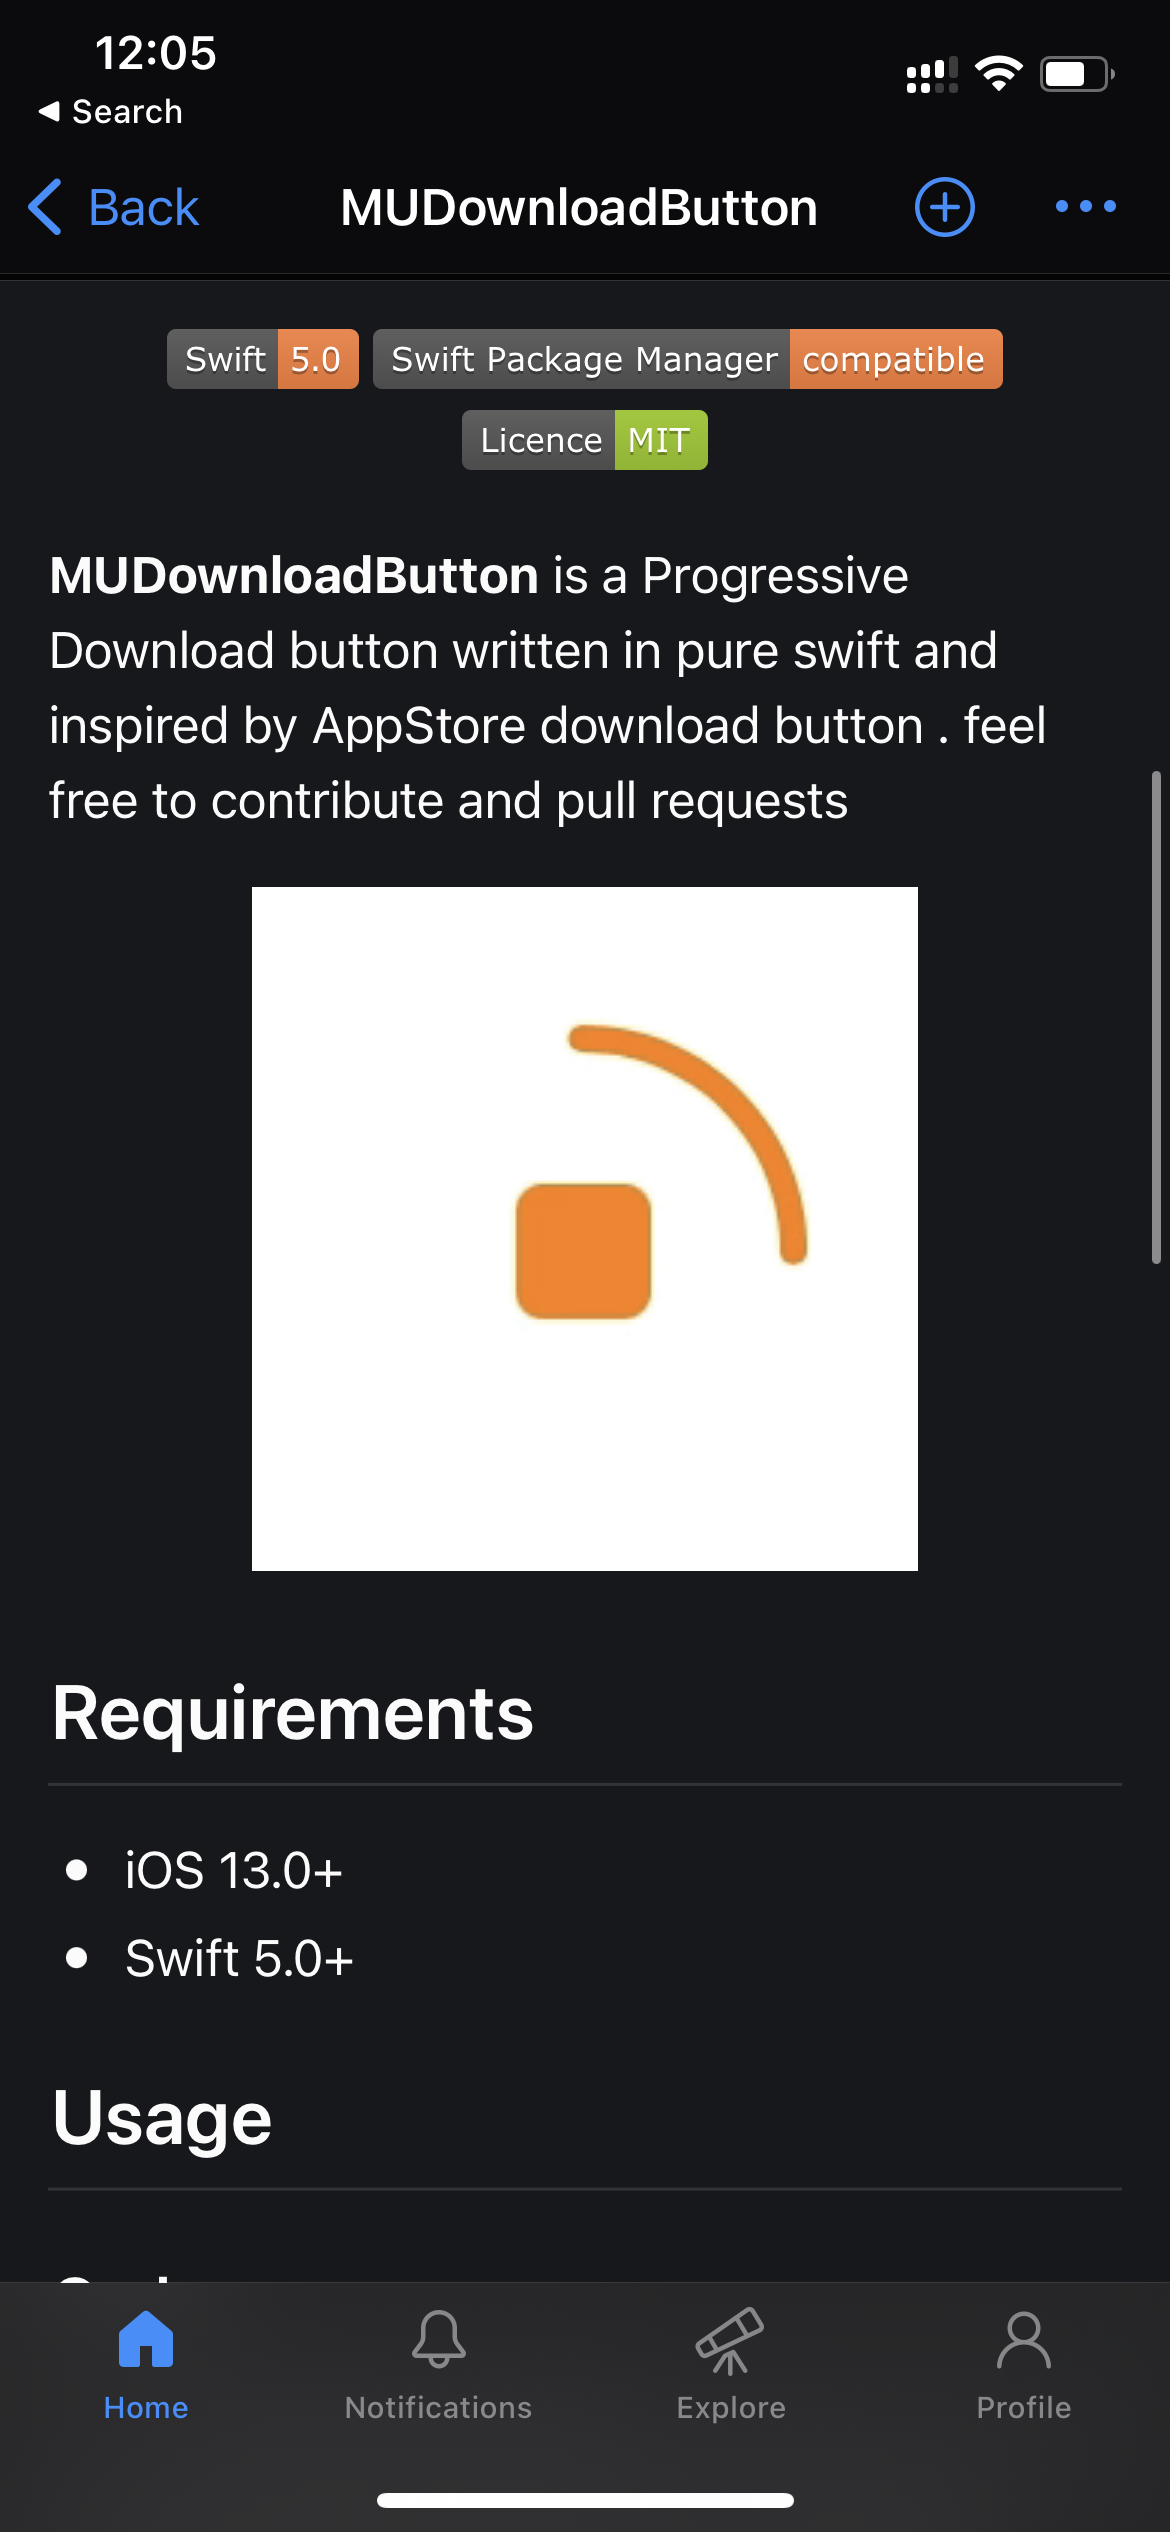 12:05
Search
Back
MUDownloadButton
Swift 5.0
Swift Package Manager compatible
Licence MIT
MUDownloadButton is a Progressive
Download button written in pure swift and
inspired by AppStore download button . feel
free to contribute and pull requests
Requirements
iOS 13.0+
Swift 5.0+
Usage
Home
Notifications
Explore
Profile